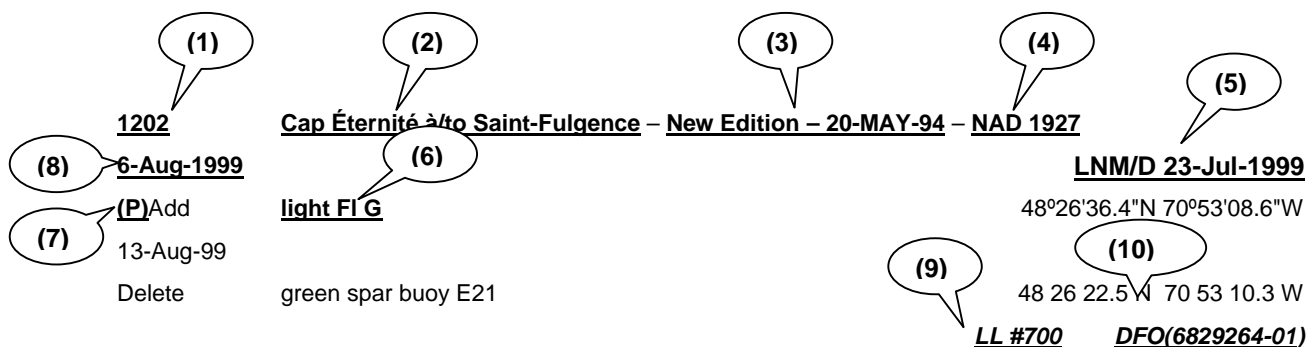 (1) (2) (3) (4)
(5)
1202 Cap Éternité à/to Saint-Fulgence – New Edition – 20-MAY-94 – NAD 1927
(8) 6-Aug-1999 (6) LNM/D 23-Jul-1999
(7) (P)Add light Fl G 48º26'36.4"N 70º53'08.6"W
13-Aug-99 (10)
(9)
Delete green spar buoy E21 48 26 22.5 N 70 53 10.3 W
LL #700 DFO(6829264-01)